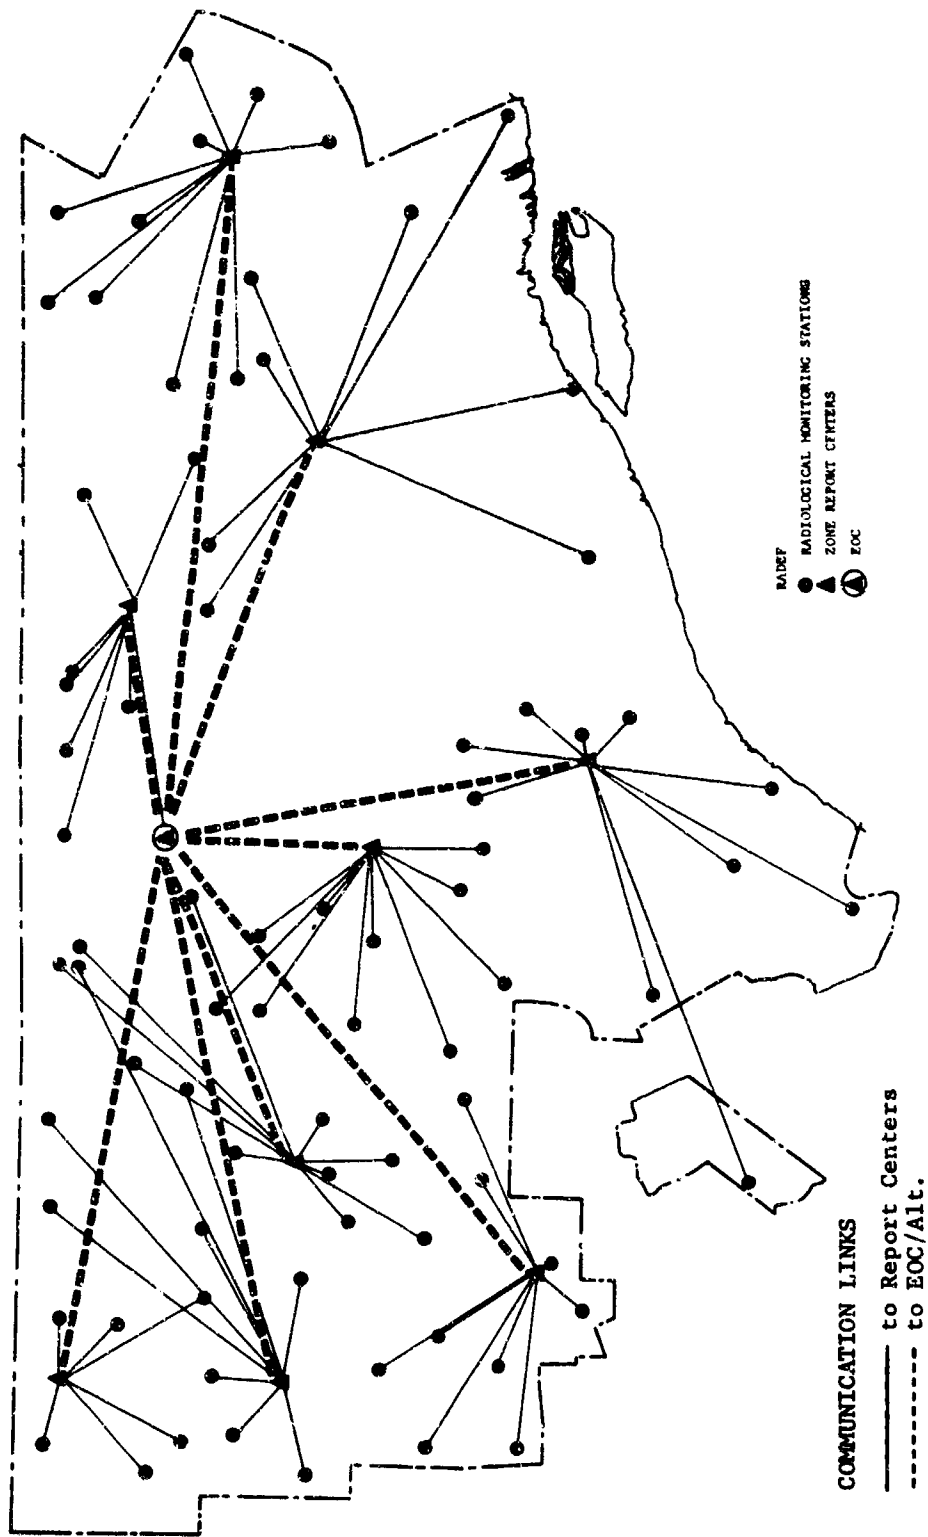 RADEF
RADIOLOGICAL MONITORING STATIONS
ZONE REPORT CENTERS
EOC
COMMUNICATION LINKS
to Report Centers
to EOC/Alt.